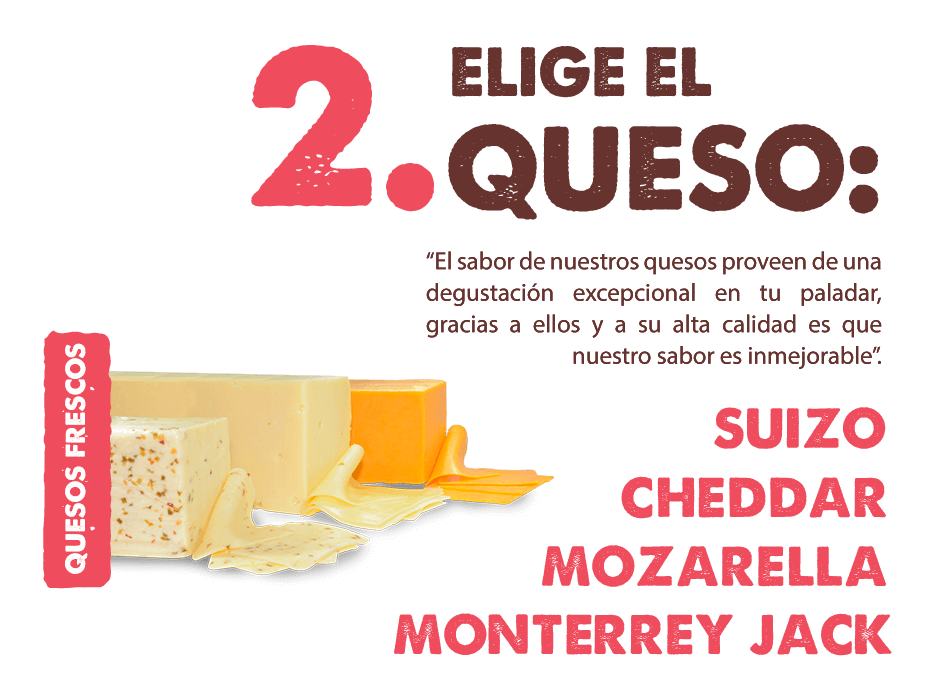 2. ELIGE EL
QUESO:
“El sabor de nuestros quesos proveen de una
degustación excepcional en tu paladar,
gracias a ellos y a su alta calidad es que
nuestro sabor es inmejorable”.
QUESOS FRESCOS
SUIZO
CHEDDAR
MOZARELLA
MONTERREY JACK